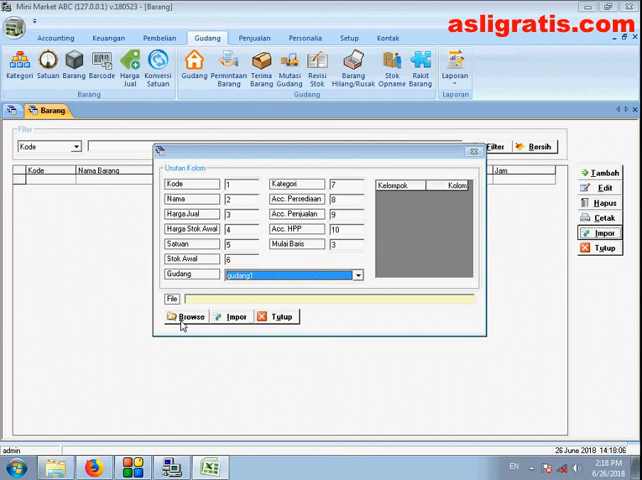 Mini Market ABC (127.0.0.1) v.180523 - [Barang]
asligratis.com
Accounting Keuangan Pembelian Gudang Penjualan Personalia Setup Kontak
Kategori Satuan Barang Barcode Harga Jual Konversi Satuan Gudang Permintaan Barang Terima Barang Mutasi Gudang Revisi Stok Barang Hilang/Rusak Stok Opname Rakit Barang Laporan
Barang Gudang Laporan
Barang
Filter
Kode Filter Bersih
Kode Nama Barang Jam
Tambah
Edit
Hapus
Cetak
Impor
Tutup
Urutan Kolom
Kode 1 Kategori 7 Kelompok Kolom
Nama 2 Acc. Persediaan 8
Harga Jual 3 Acc. Penjualan 9
Harga Stok Awal 4 Acc. HPP 10
Satuan 5 Mulai Baris 3
Stok Awal 6
Gudang gudang1
File
Browse Impor Tutup
admin 26 June 2018 14:18:06
EN 2:18 PM
6/26/2018